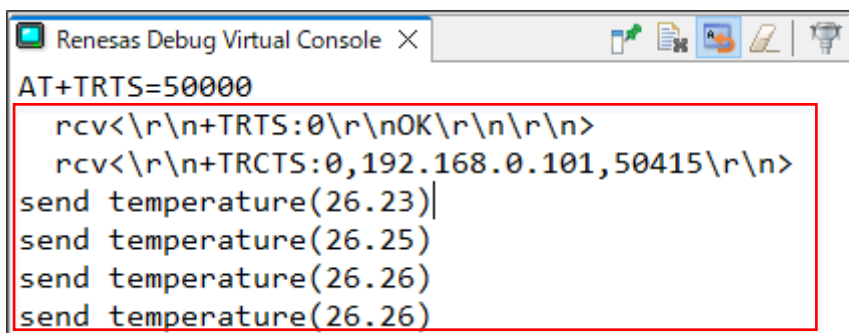 Renesas Debug Virtual Console
AT+TRTS=50000
rcv<\r\n+TRTS:0\r\nOK\r\n\r\n>
rcv<\r\n+TRCTS:0,192.168.0.101,50415\r\n>
send temperature(26.23)
send temperature(26.25)
send temperature(26.26)
send temperature(26.26)